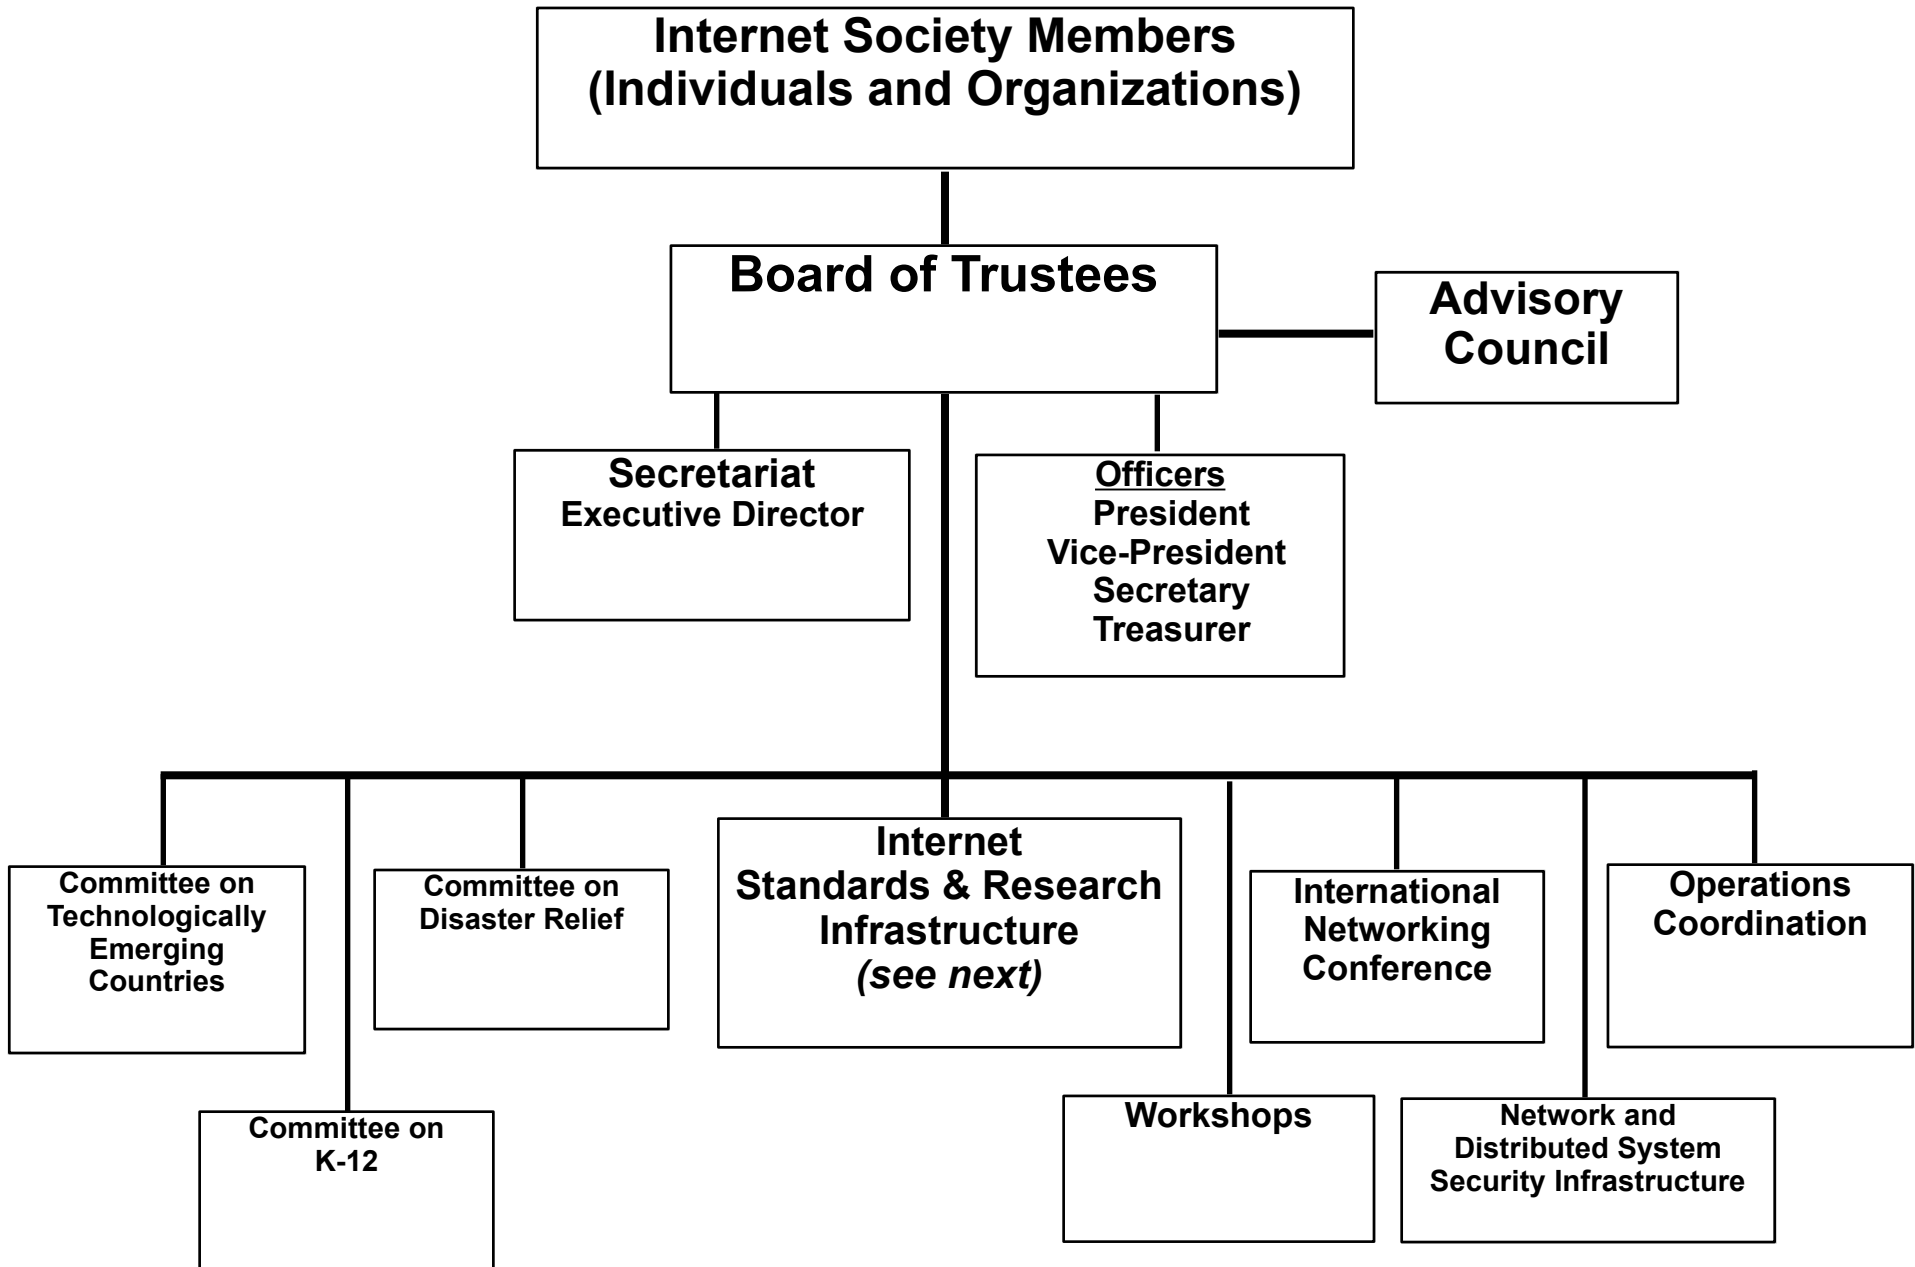 Internet Society Members
(Individuals and Organizations)
Board of Trustees
Advisory
Council
Secretariat
Executive Director
Officers
President
Vice-President
Secretary
Treasurer
Committee on
Technologically
Emerging
Countries
Committee on
K-12
Committee on
Disaster Relief
Internet
Standards & Research
Infrastructure
(see next)
Workshops
International
Networking
Conference
Network and
Distributed System
Security Infrastructure
Operations
Coordination